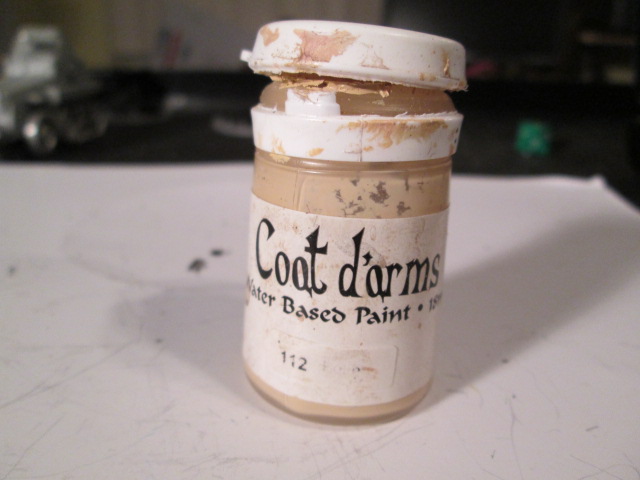 Coat d'arms
Water Based Paint •
112